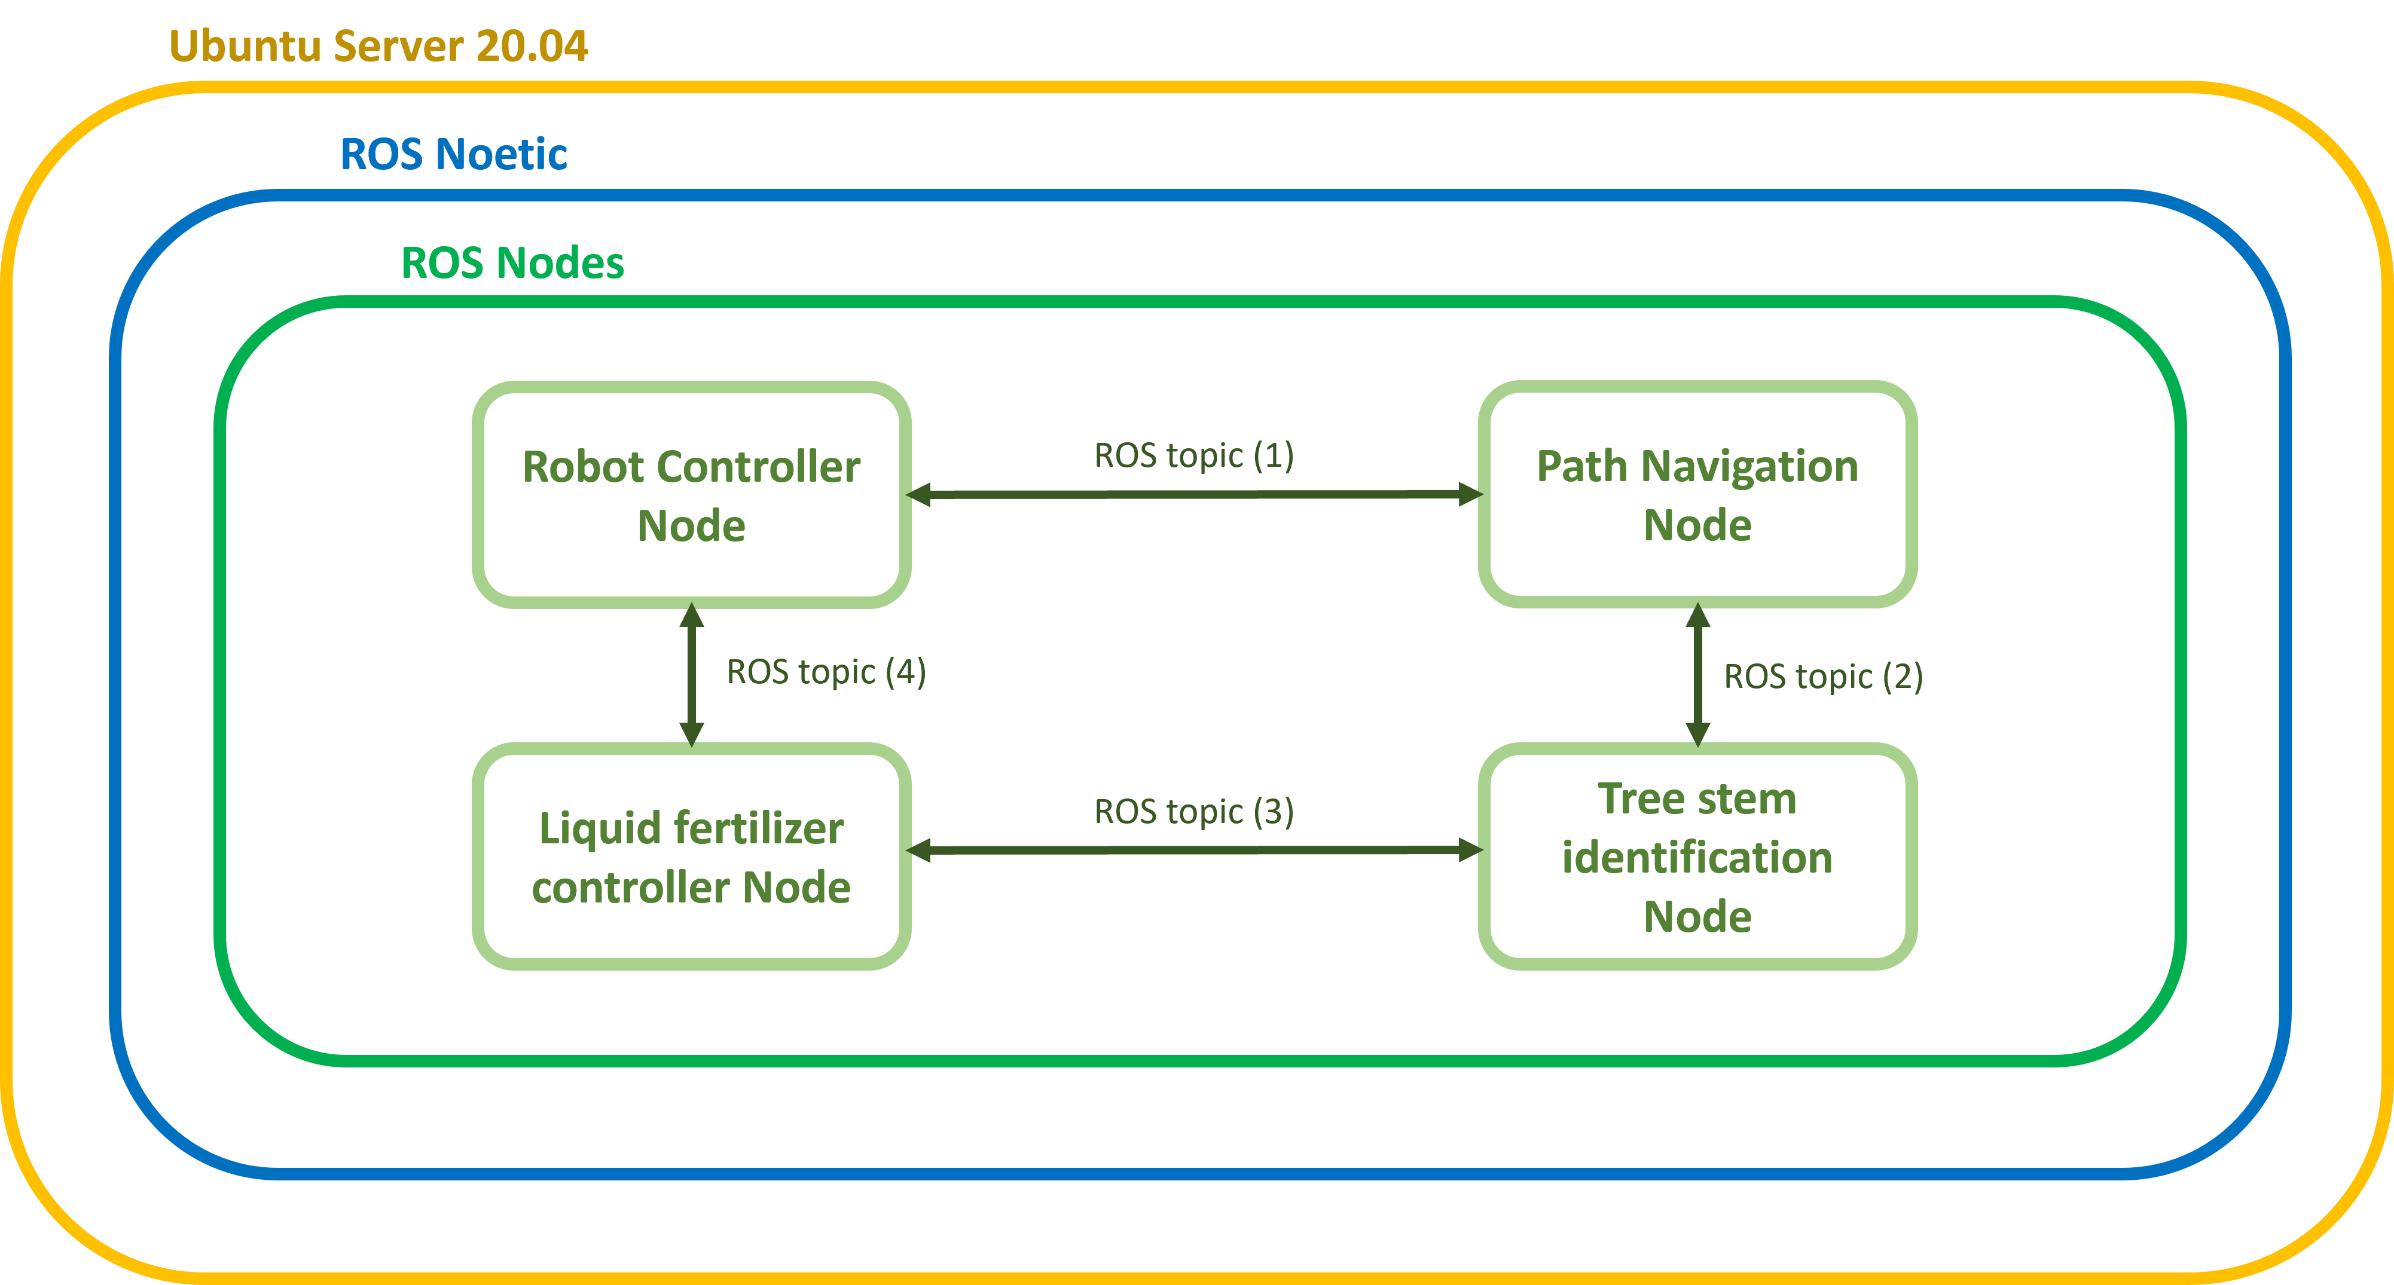 Ubuntu Server 20.04
ROS Noetic
ROS Nodes
Robot Controller
Node
ROS topic (1)
Path Navigation
Node
ROS topic (4)
ROS topic (2)
Liquid fertilizer
controller Node
ROS topic (3)
Tree stem
identification
Node